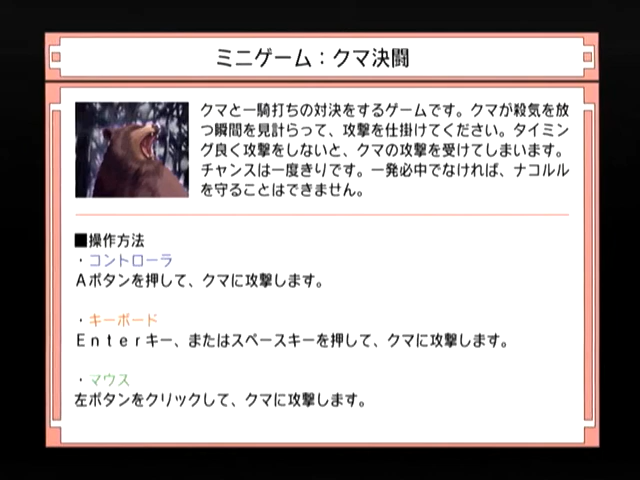 ミニゲーム：クマ決闘
クマと一騎打ちの対決をするゲームです。クマが殺気を放
つ瞬間を見計らって、攻撃を仕掛けてください。タイミン
グ良く攻撃をしないと、クマの攻撃を受けてしまいます。
チャンスは一度きりです。一発必中でなければ、ナコルル
を守ることはできません。
■操作方法
・コントローラ
Ａボタンを押して、クマに攻撃します。
・キーボード
Ｅｎｔｅｒキー、またはスペースキーを押して、クマに攻撃します。
・マウス
左ボタンをクリックして、クマに攻撃します。